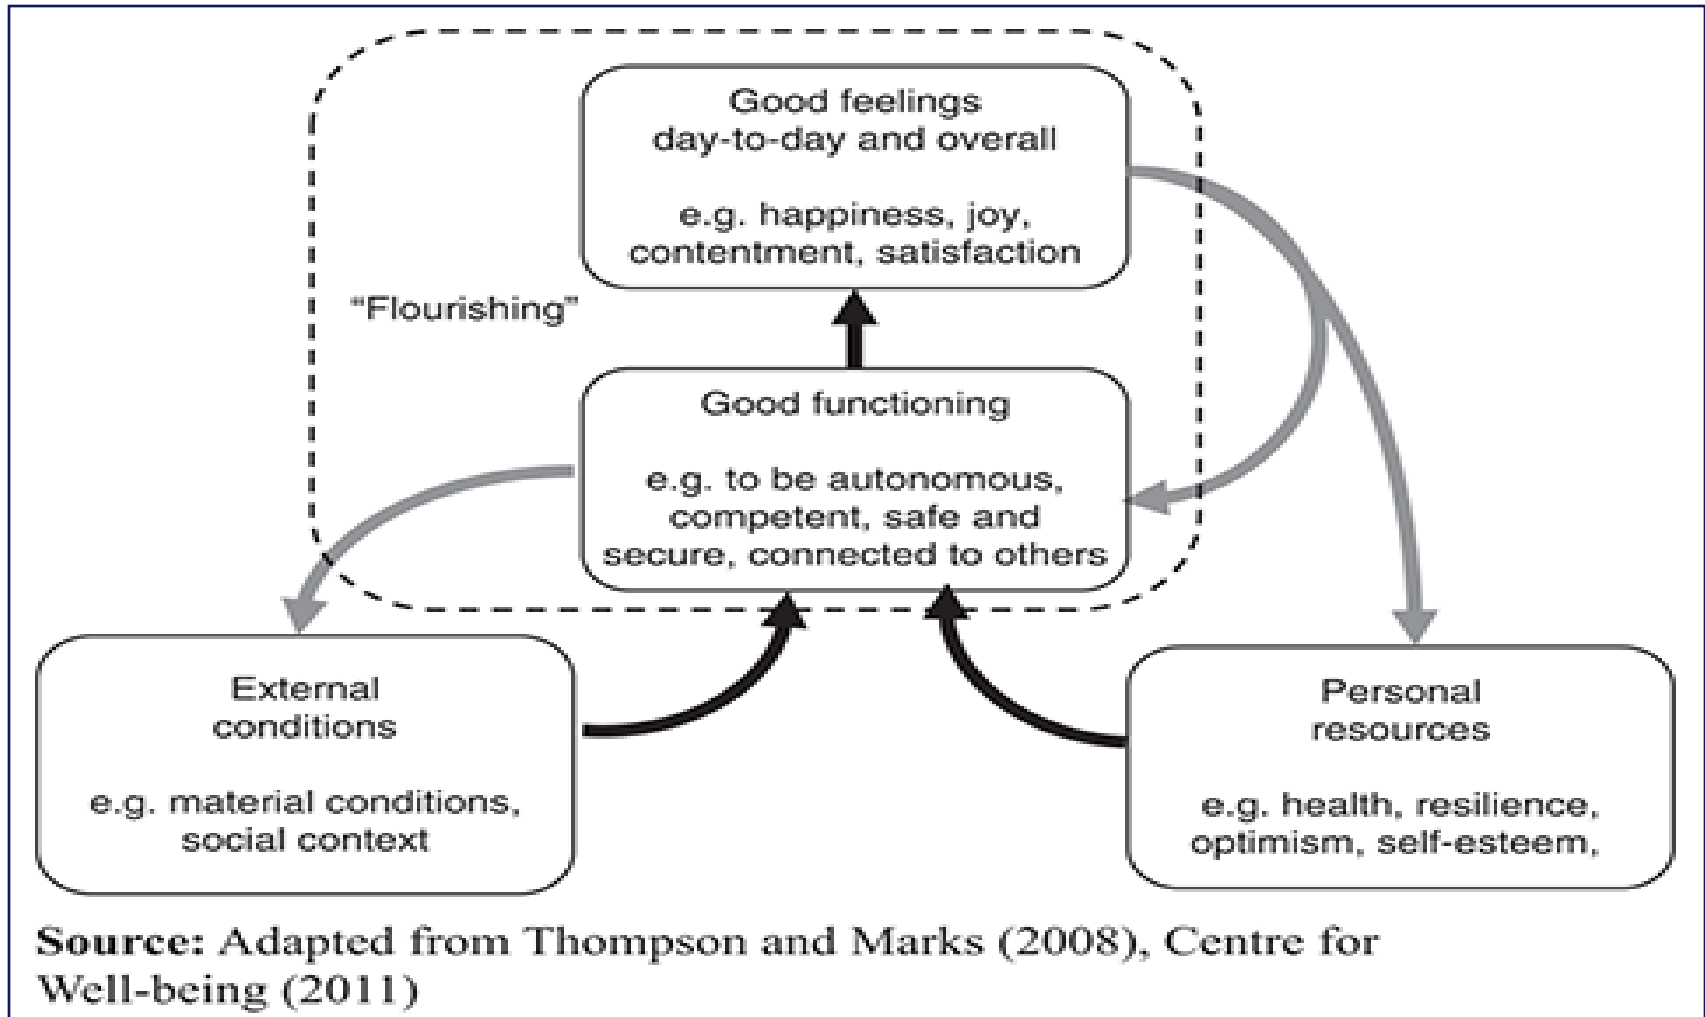 Good feelings
day-to-day and overall
e.g. happiness, joy,
contentment, satisfaction
“Flourishing”
Good functioning
e.g. to be autonomous,
competent, safe and
secure, connected to others
External
conditions
e.g. material conditions,
social context
Personal
resources
e.g. health, resilience,
optimism, self-esteem,
Source: Adapted from Thompson and Marks (2008), Centre for
Well-being (2011)